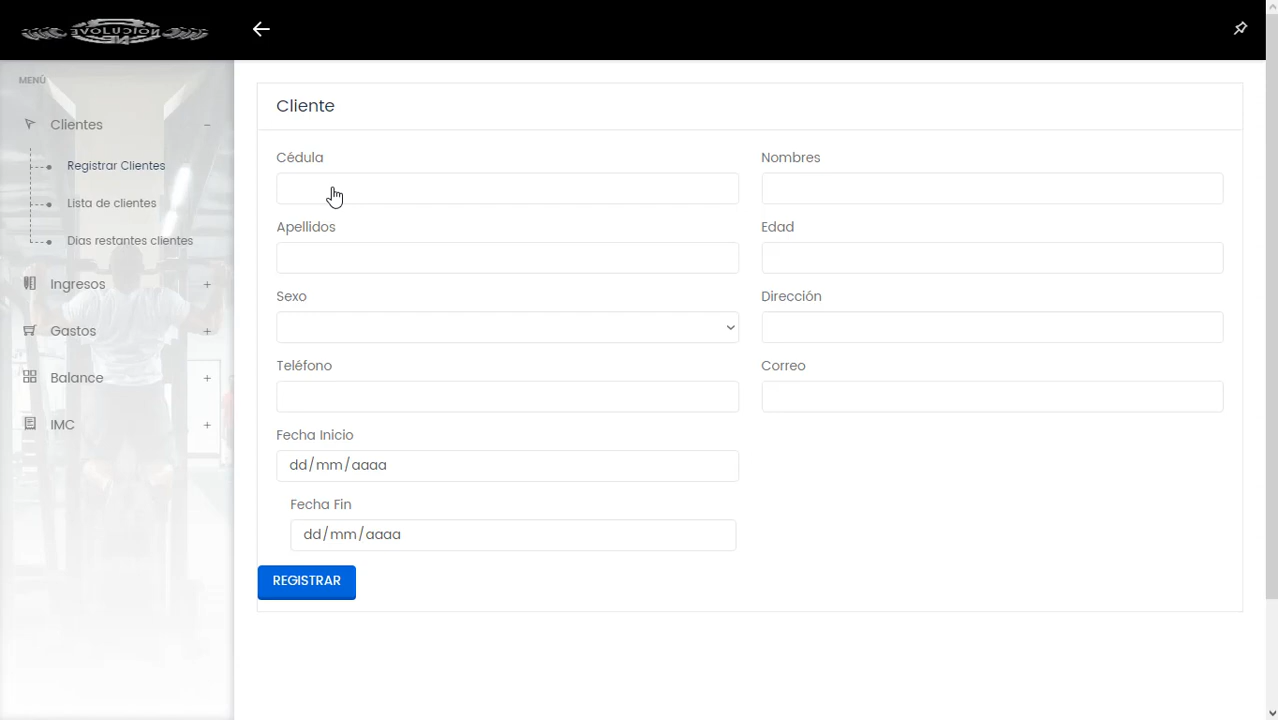 EVOLUCION
MENÚ
Clientes
Registrar Clientes
Lista de clientes
Dias restantes clientes
Ingresos
Gastos
Balance
IMC
Cliente
Cédula
Nombres
Apellidos
Edad
Sexo
Dirección
Teléfono
Correo
Fecha Inicio
dd/mm/aaaa
Fecha Fin
dd/mm/aaaa
REGISTRAR